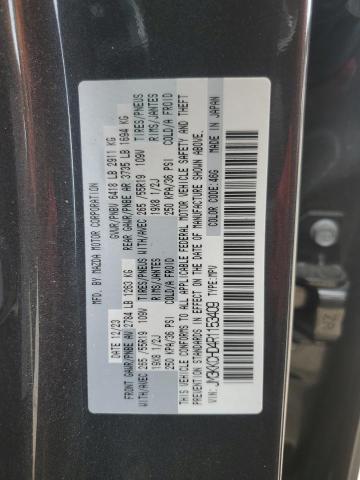 MFD. BY MAZDA MOTOR CORPORATION
DATE 12/23 GVWR/PNBV 6418 LB 2911 KG
FRONT GAWR/PNBE AV 2784 LB 1263 KG REAR GAWR/PNBE AR 3735 LB 1694 KG
WITH/AVEC 265 /55R19 109V TIRES/PNEUS WITH/AVEC 265 /55R19 109V TIRES/PNEUS
19X8 1/2J RIMS/JANTES 19X8 1/2J RIMS/JANTES
250 KPA/36 PSI COLD/A FROID 250 KPA/36 PSI COLD/A FROID
THIS VEHICLE CONFORMS TO ALL APPLICABLE FEDERAL MOTOR VEHICLE SAFETY AND THEFT
PREVENTION STANDARDS IN EFFECT ON THE DATE OF MANUFACTURE SHOWN ABOVE.
TYPE:MPV COLOR CODE:46G MADE IN JAPAN